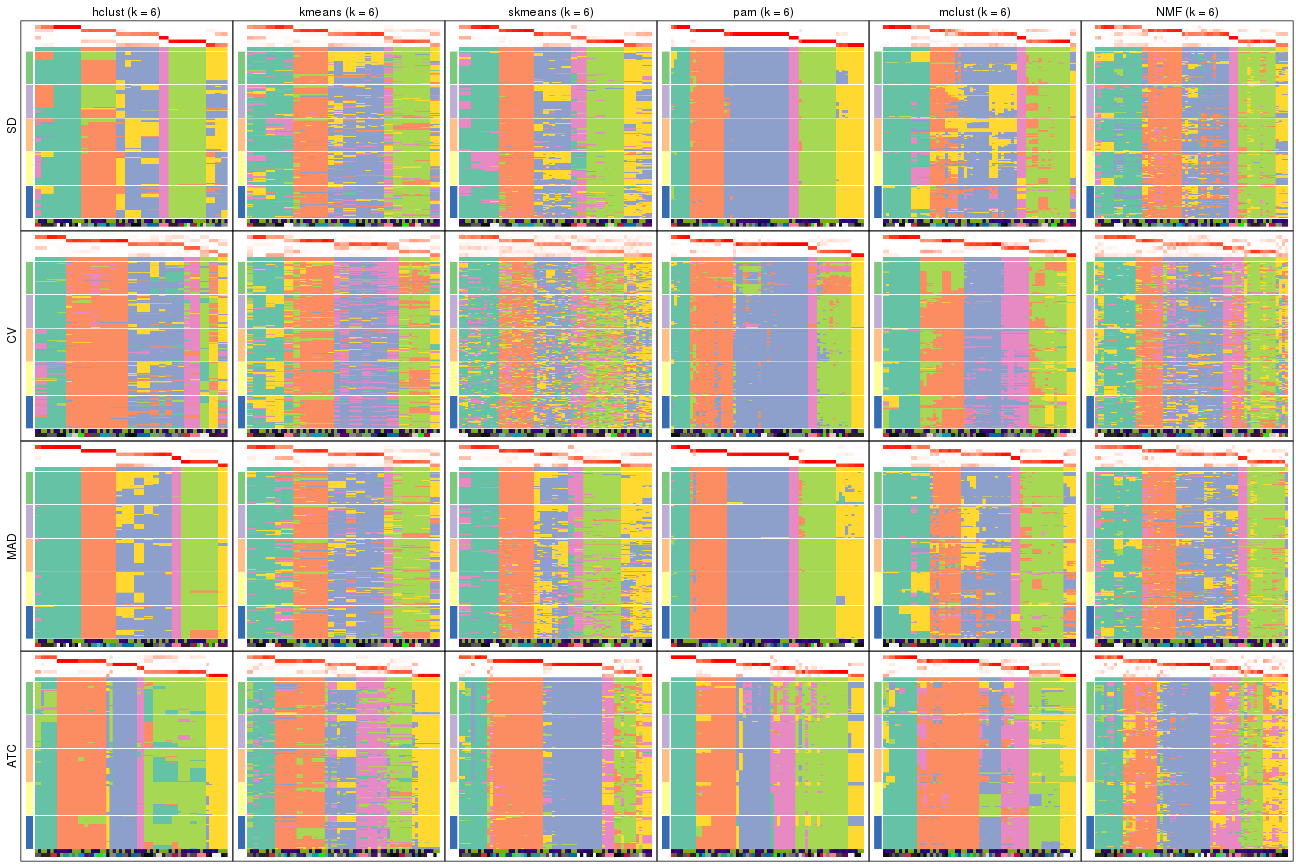 hclust (k = 6)
kmeans (k = 6)
skmeans (k = 6)
pam (k = 6)
mclust (k = 6)
NMF (k = 6)
SD
CV
MAD
ATC